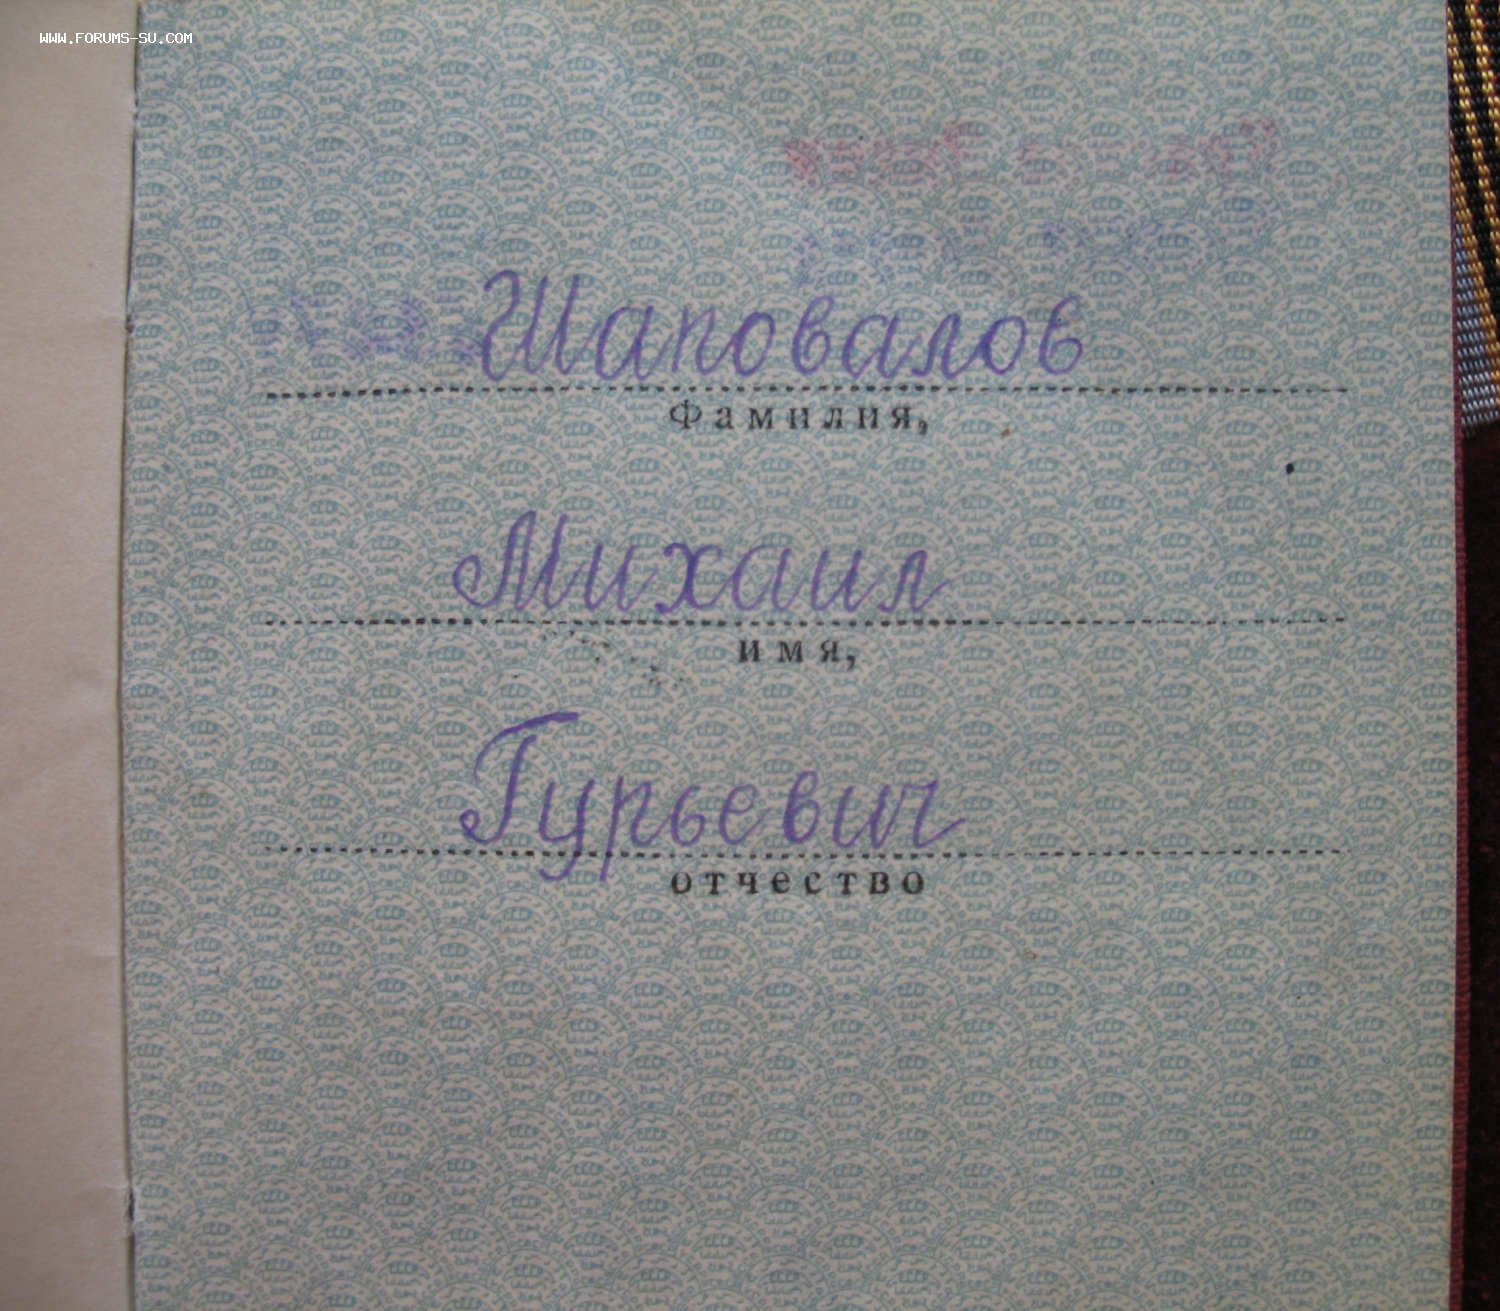 WWW.FORUMS-SU.COM
Шаповалов
Фамилия,
Михаил
имя,
Гурьевич
отчество